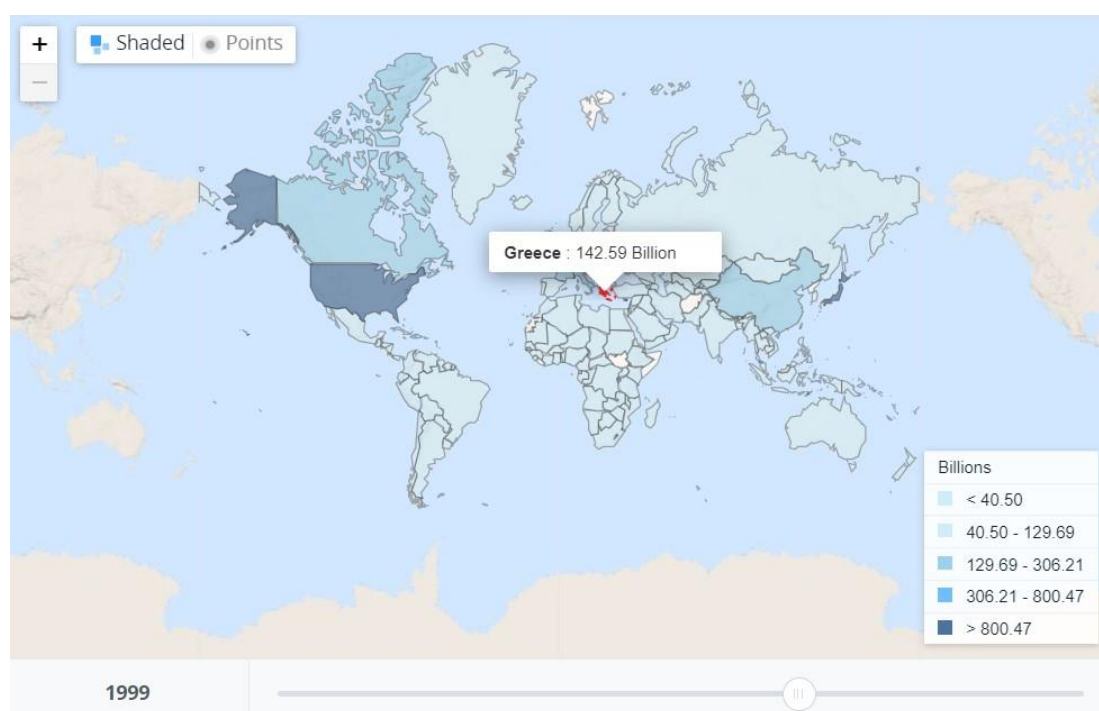 +
Shaded
Points
−
Greece : 142.59 Billion
Billions
< 40.50
40.50 - 129.69
129.69 - 306.21
306.21 - 800.47
> 800.47
1999